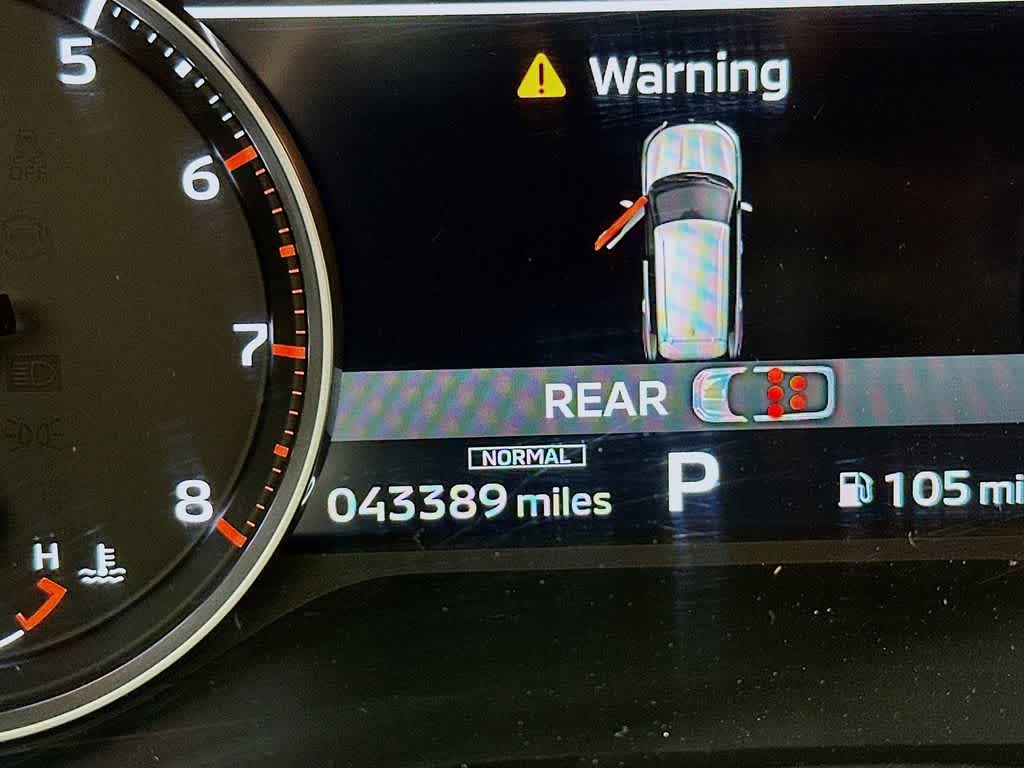 5
Warning
OFF
6
7
REAR
NORMAL
8
043389 miles
P
105 mi
H